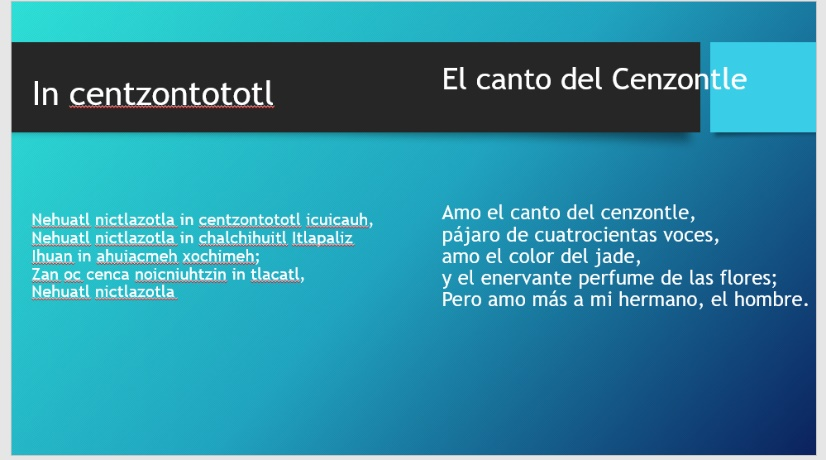 In centzontototl
El canto del Cenzontle
Nehuatl nictlazotla in centzontototl icuicauh,
Nehuatl nictlazotla in chalchihuitl Itlapaliz
Ihuan in ahuiacmeh xochimeh;
Zan oc cenca noicniuhtzin in tlacatl,
Nehuatl nictlazotla
Amo el canto del cenzontle,
pájaro de cuatrocientas voces,
amo el color del jade,
y el enervante perfume de las flores;
Pero amo más a mi hermano, el hombre.